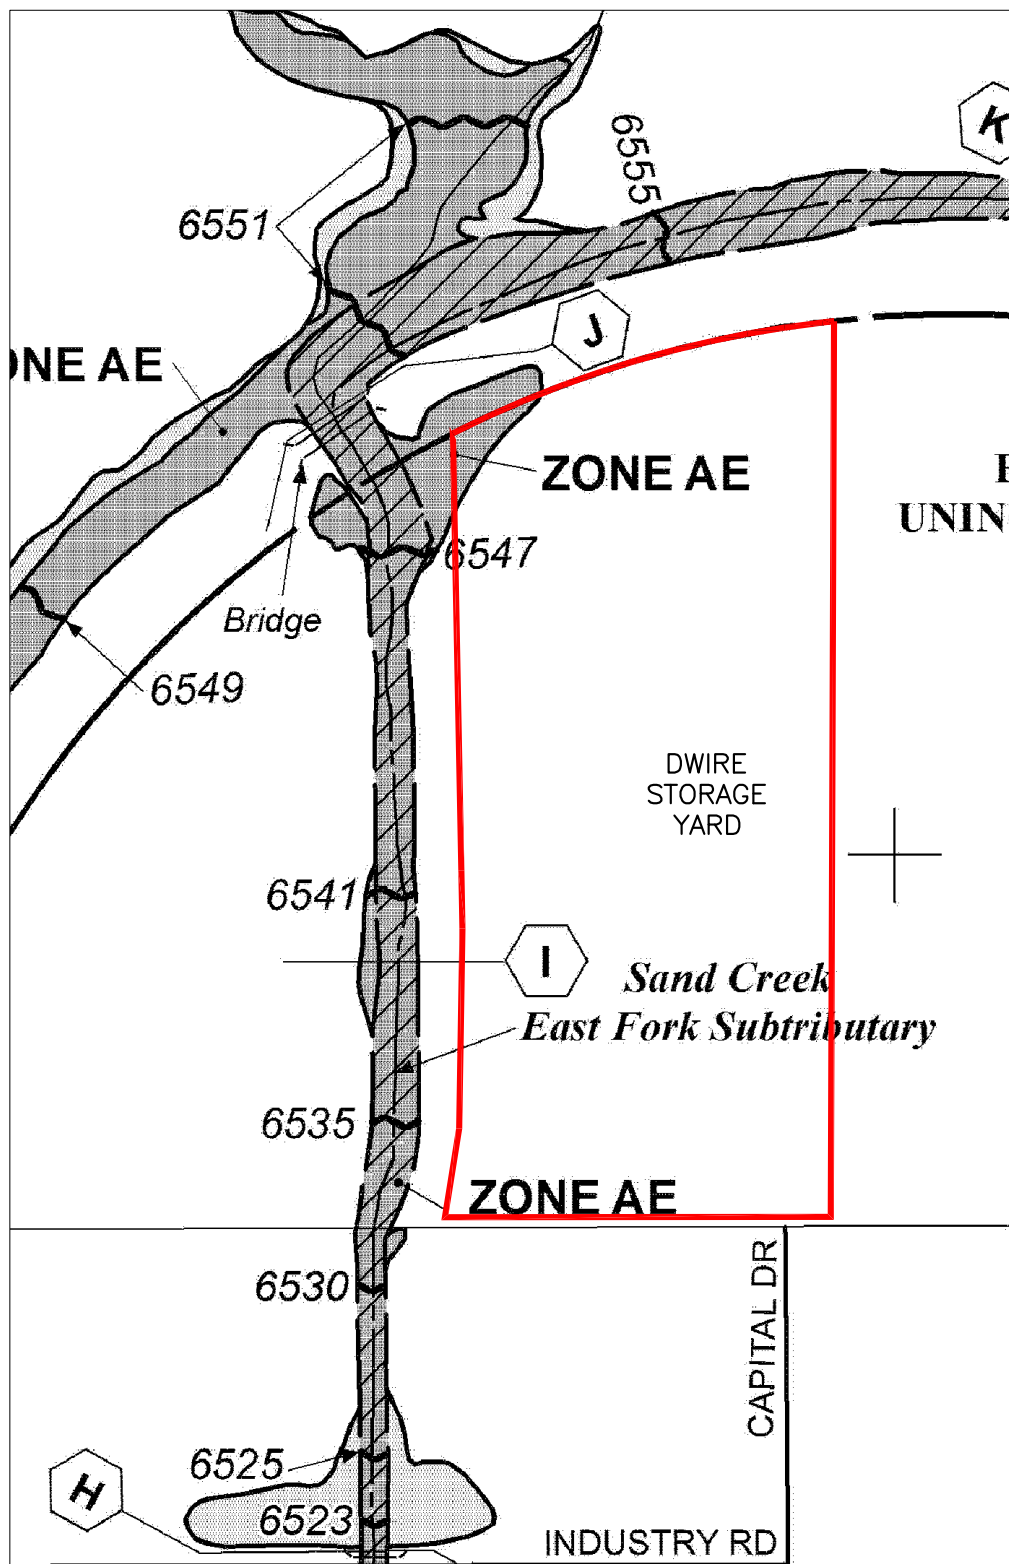 K
6555
6551
J
ONE AE
ZONE AE
E
UNIN
6547
Bridge
6549
DWIRE
STORAGE
YARD
6541
I
Sand Creek
East Fork Subtributary
6535
ZONE AE
6530
CAPITAL DR
6525
H
6523
INDUSTRY RD